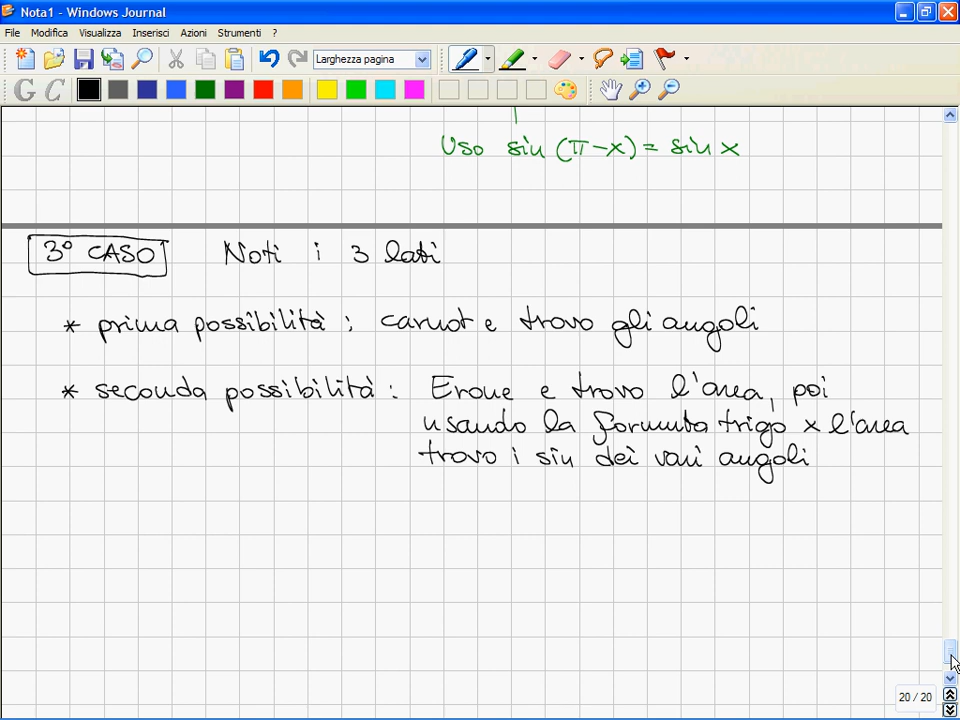 Nota1 - Windows Journal
File Modifica Visualizza Inserisci Azioni Strumenti ?
Larghezza pagina
G C
Uso sin (π-x) = sin x
3° CASO Noti i 3 lati
* prima possibilità : carnot e trovo gli angoli
* seconda possibilità : Erone e trovo l'area, poi
usando la formula trigo x l'area
trovo i sin dei vari angoli
20 / 20